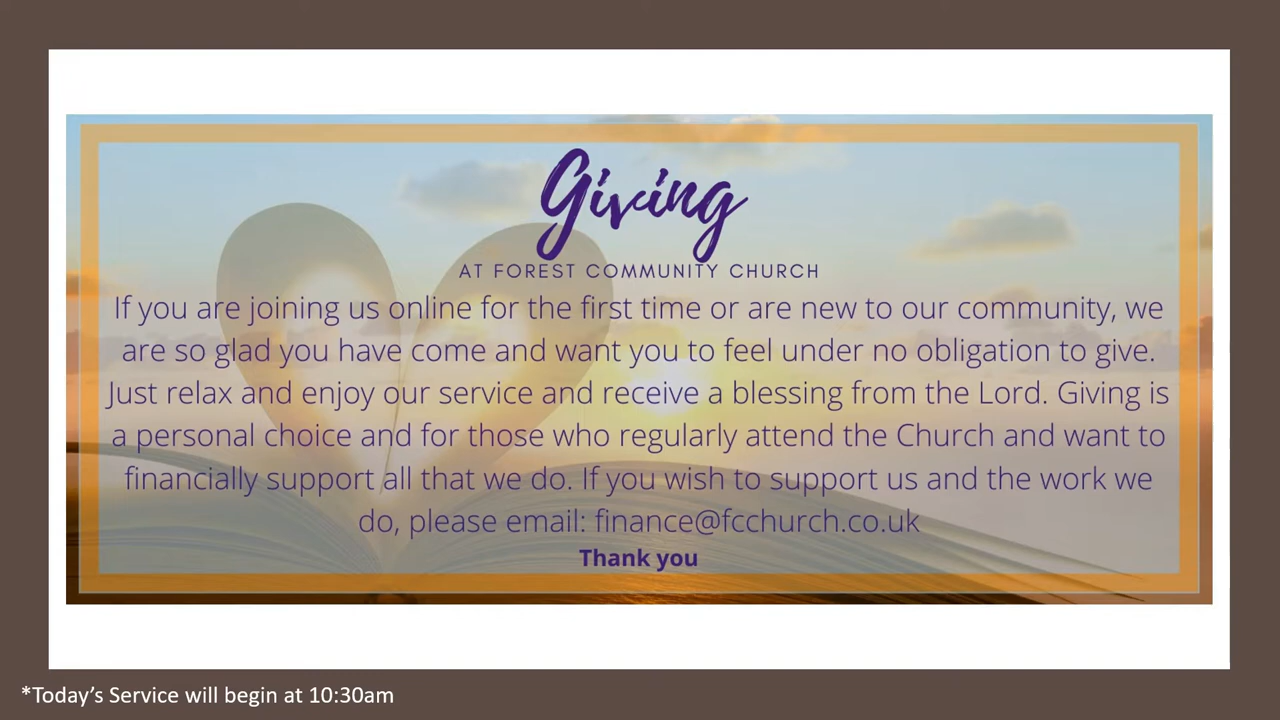 Giving
AT FOREST COMMUNITY CHURCH
If you are joining us online for the first time or are new to our community, we
are so glad you have come and want you to feel under no obligation to give.
Just relax and enjoy our service and receive a blessing from the Lord. Giving is
a personal choice and for those who regularly attend the Church and want to
financially support all that we do. If you wish to support us and the work we
do, please email: finance@fcchurch.co.uk
Thank you
*Today’s Service will begin at 10:30am